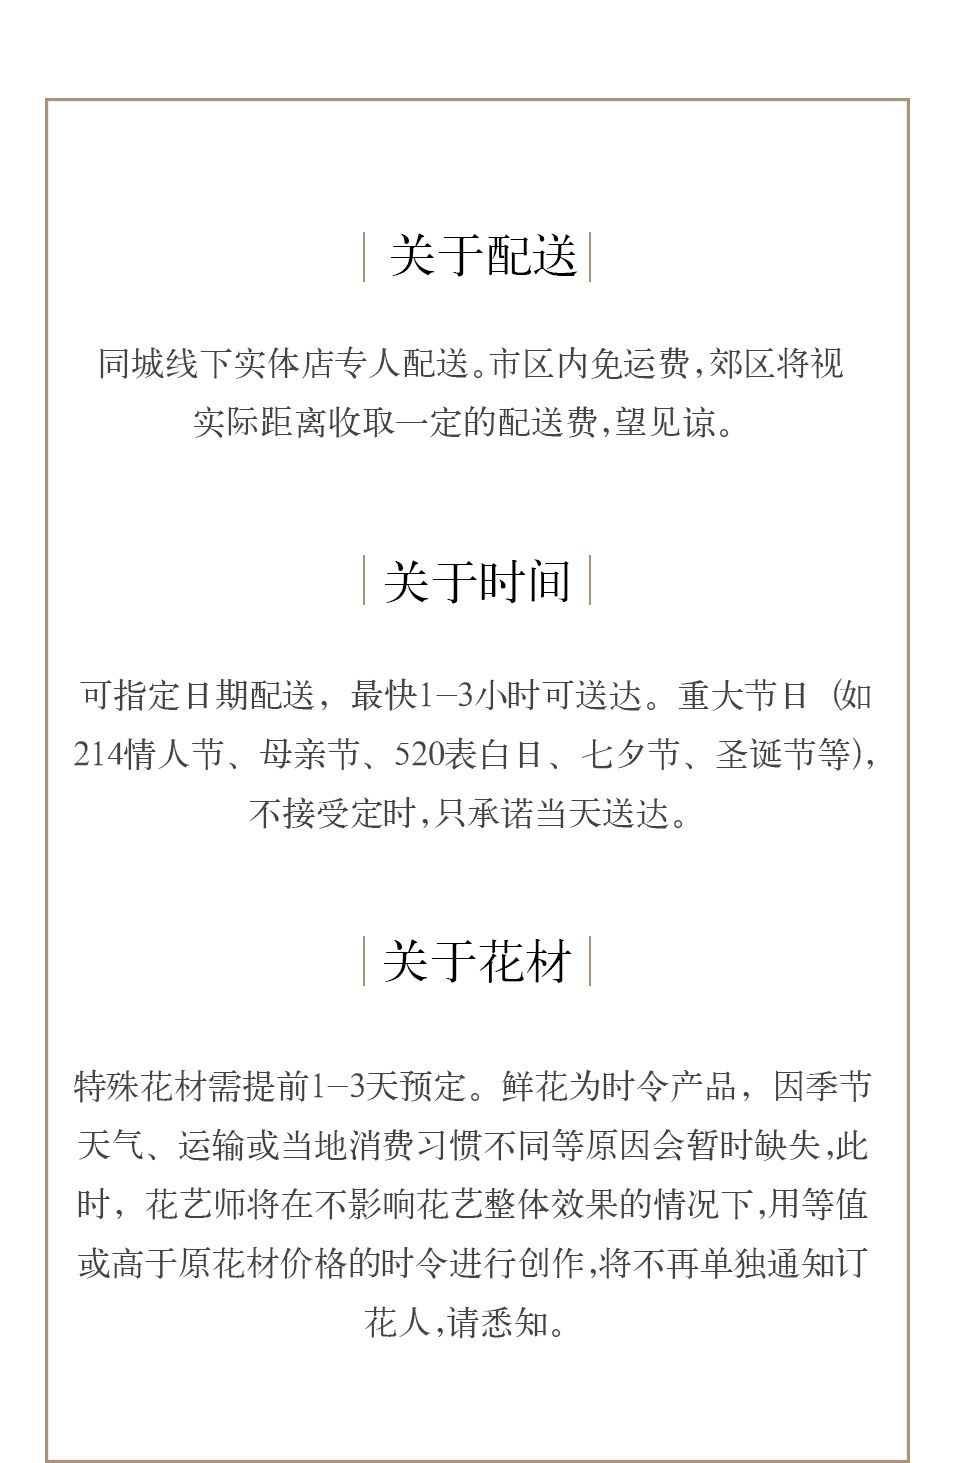 关于配送
同城线下实体店专人配送。市区内免运费,郊区将视
实际距离收取一定的配送费,望见谅。
关于时间
可指定日期配送，最快1-3小时可送达。重大节日（如
214情人节、母亲节、520表白日、七夕节、圣诞节等），
不接受定时,只承诺当天送达。
关于花材
特殊花材需提前1-3天预定。鲜花为时令产品，因季节
天气、运输或当地消费习惯不同等原因会暂时缺失,此
时，花艺师将在不影响花艺整体效果的情况下,用等值
或高于原花材价格的时令进行创作,将不再单独通知订
花人,请悉知。